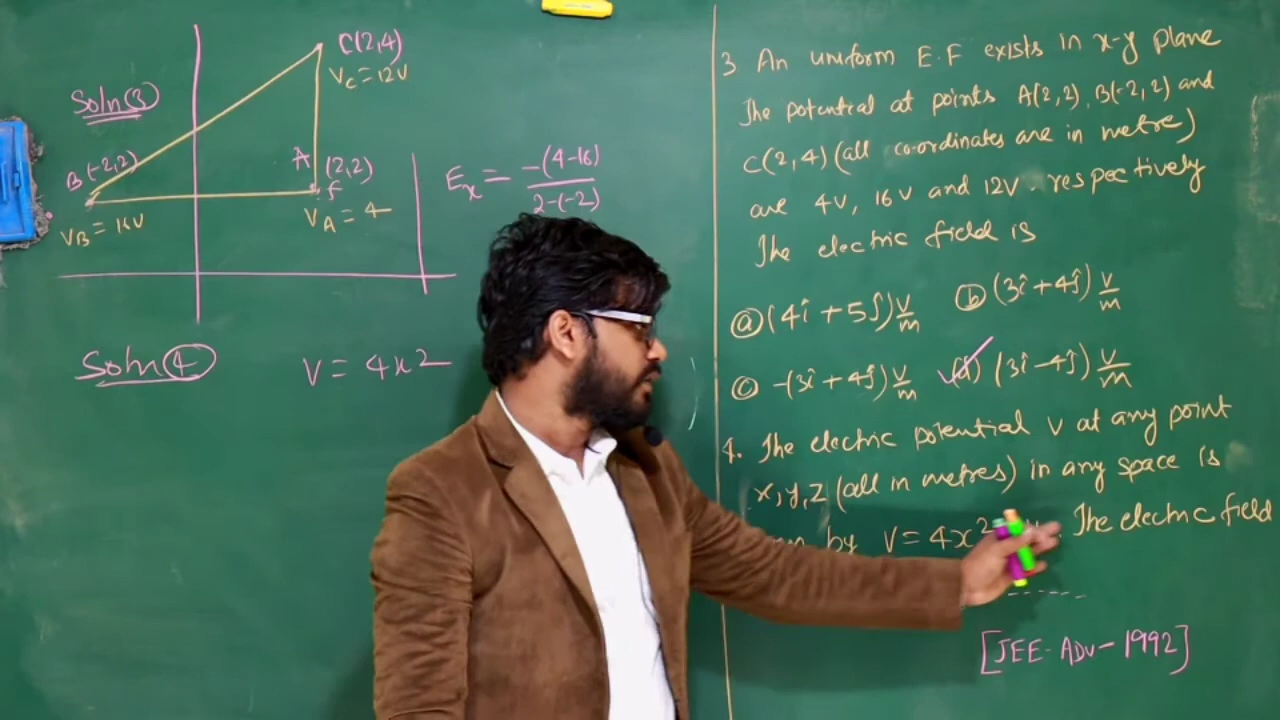 Soln(3)
C(2,4)
Vc = 12V
B(-2,2)
A (2,2)
VB = 16V
VA = 4
Ex = -(4-16)
2-(-2)
Soln(4)
V = 4x²
3 An uniform E.F exists in x-y plane
The potential at points A(2,2), B(-2,2) and
C(2,4) (all co-ordinates are in metre)
are 4V, 16V and 12V. respectively
The electric field is
(a) (4î + 5ĵ) V/m (b) (3î + 4ĵ) V/m
(c) -(3î + 4ĵ) V/m (d) (3î - 4ĵ) V/m
4. The electric potential V at any point
x, y, z (all in metres) in any space is
by V = 4x² The electric field
------
[JEE-Adv-1992]